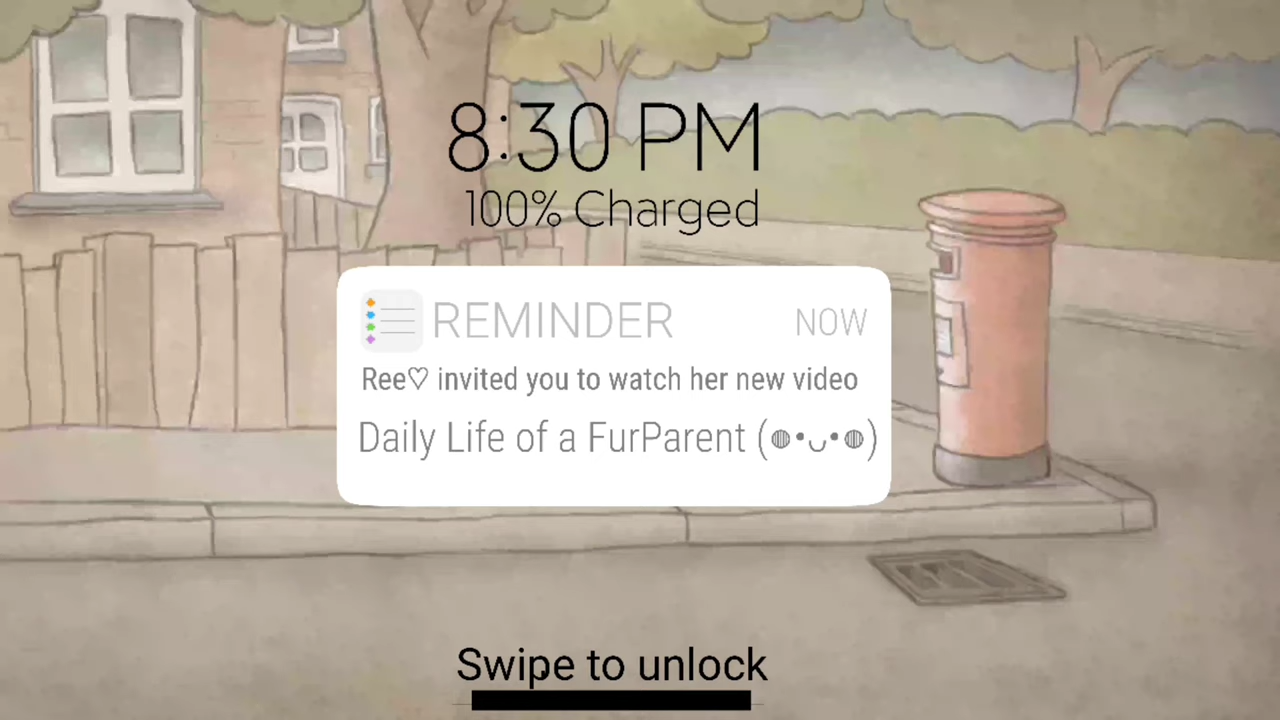 8:30 PM
100% Charged
REMINDER NOW
Ree♡ invited you to watch her new video
Daily Life of a FurParent (◍•ᴗ•◍)
Swipe to unlock